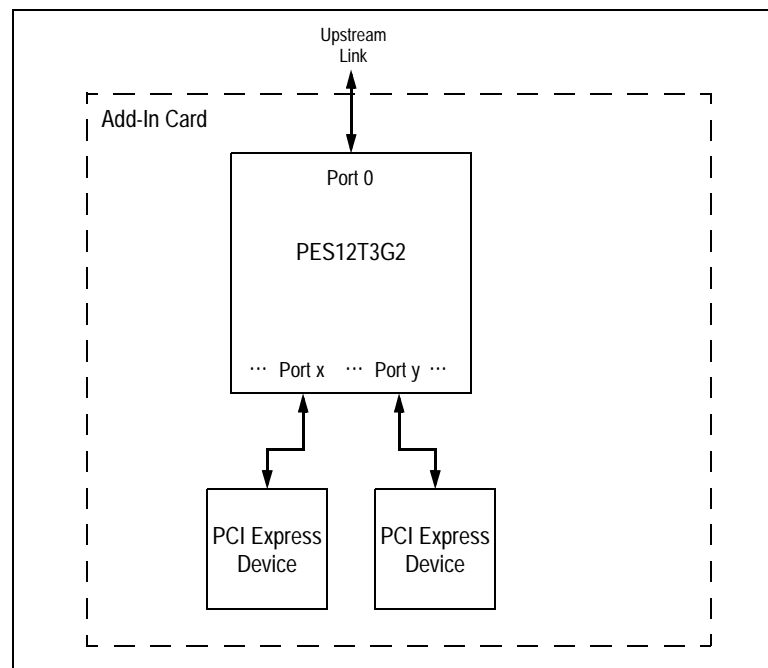 Upstream
Link
Add-In Card
Port 0
PES12T3G2
··· Port x ··· Port y ···
PCI Express
Device
PCI Express
Device